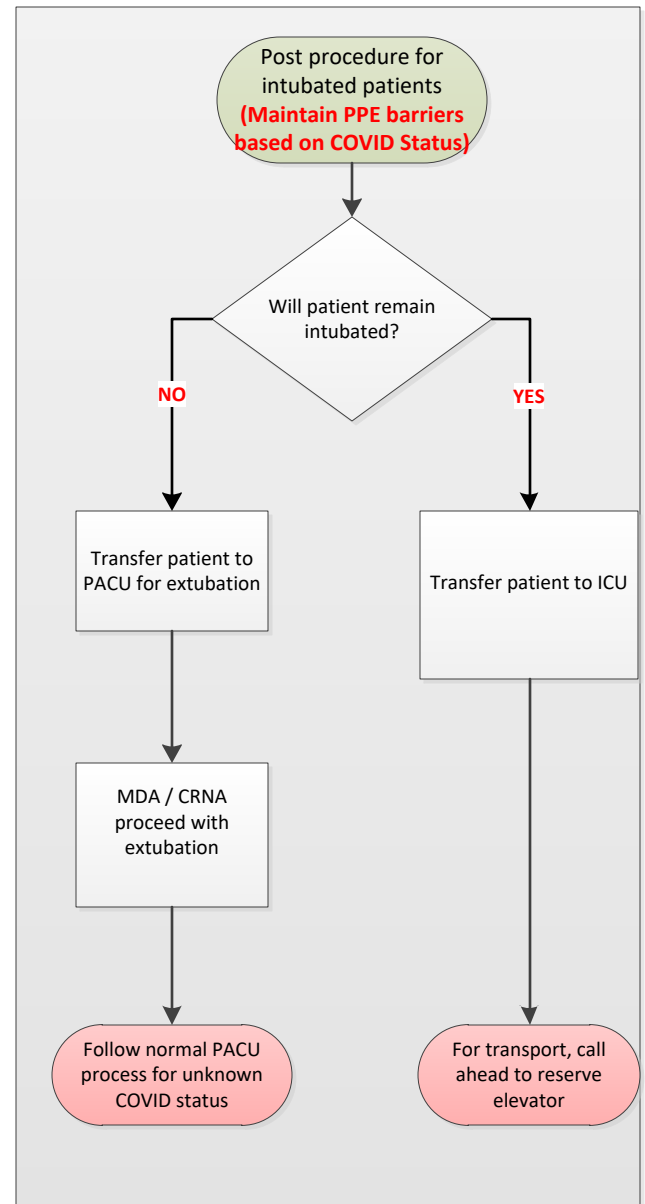 Post procedure for
intubated patients
(Maintain PPE barriers
based on COVID Status)
Will patient remain
intubated?
NO
YES
Transfer patient to
PACU for extubation
Transfer patient to ICU
MDA / CRNA
proceed with
extubation
Follow normal PACU
process for unknown
COVID status
For transport, call
ahead to reserve
elevator